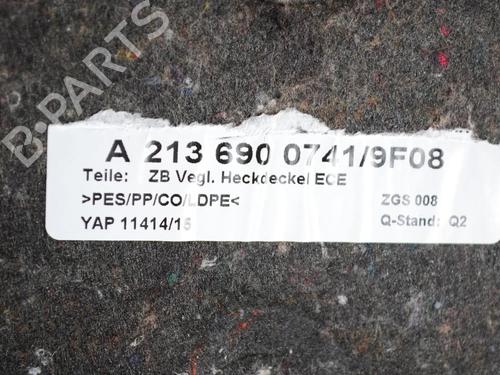 B-PARTS
A 213 690 0741/9F08
Teile: ZB Vegl. Heckdeckel ECE
>PES/PP/CO/LDPE< ZGS 008
YAP 11414/15 Q-Stand: Q2